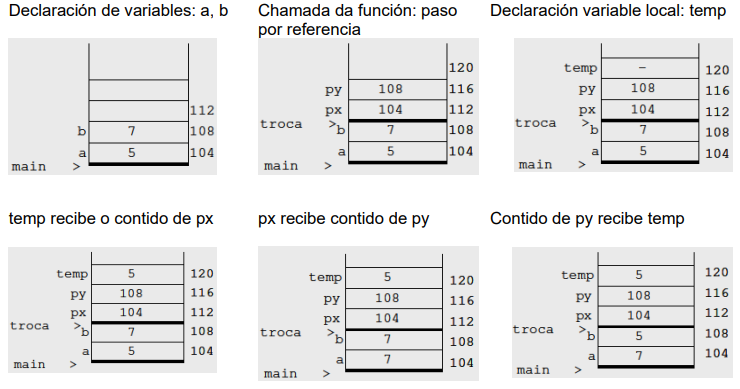 Declaración de variables: a, b
112
b 7 108
a 5 104
main >
Chamada da función: paso
por referencia
120
py 108 116
px 104 112
troca >
b 7 108
a 5 104
main >
Declaración variable local: temp
temp – 120
py 108 116
px 104 112
troca >
b 7 108
a 5 104
main >
temp recibe o contido de px
temp 5 120
py 108 116
px 104 112
troca >
b 7 108
a 5 104
main >
px recibe contido de py
temp 5 120
py 108 116
px 104 112
troca >
b 7 108
a 7 104
main >
Contido de py recibe temp
temp 5 120
py 108 116
px 104 112
troca >
b 5 108
a 7 104
main >